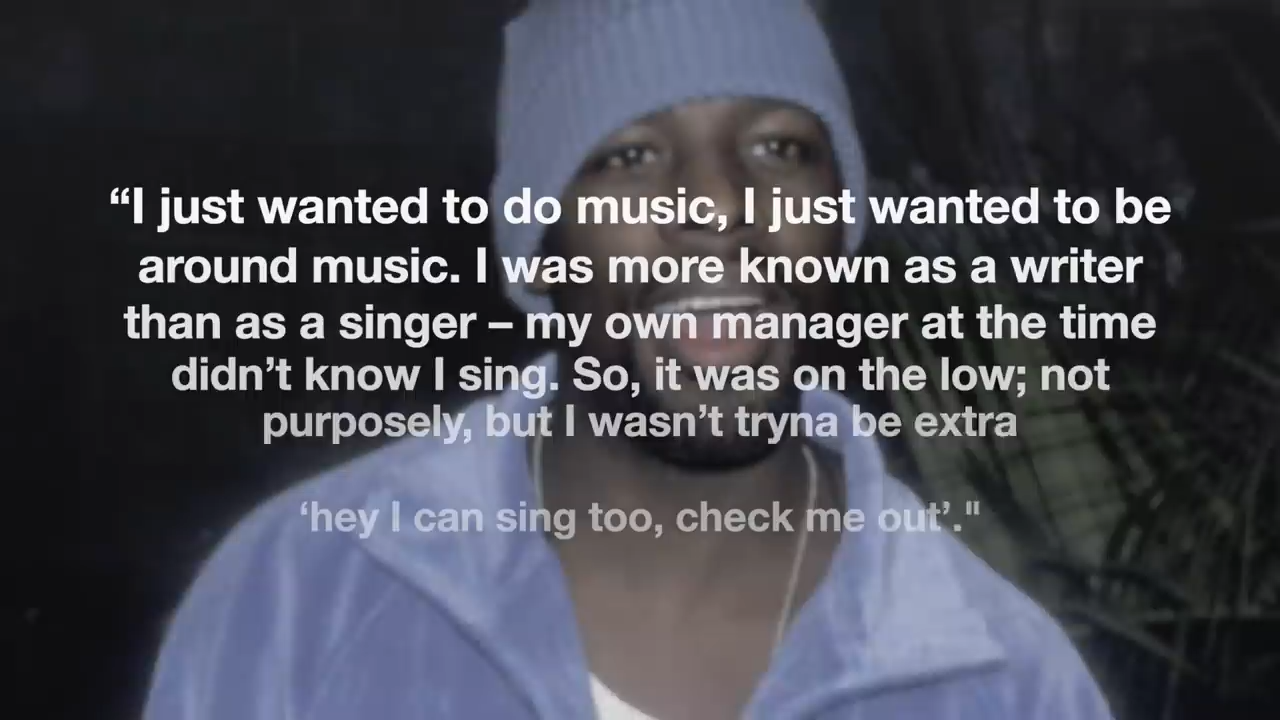 “I just wanted to do music, I just wanted to be
around music. I was more known as a writer
than as a singer – my own manager at the time
didn’t know I sing. So, it was on the low; not
purposely, but I wasn’t tryna be extra
‘hey I can sing too, check me out’."